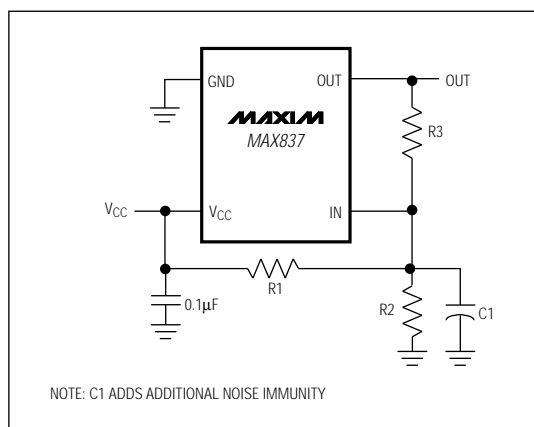 GND
OUT
OUT
MAXIM
MAX837
R3
VCC
VCC
IN
R1
0.1µF
R2
C1
NOTE: C1 ADDS ADDITIONAL NOISE IMMUNITY